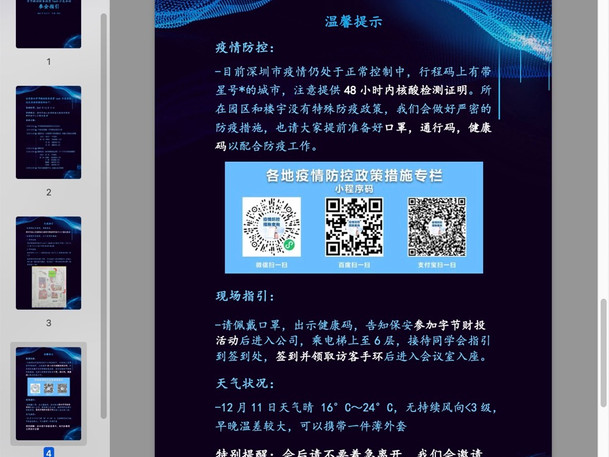 温馨提示
疫情防控：
-目前深圳市疫情仍处于正常控制中，行程码上有带
星号*的城市，注意提供 48 小时内核酸检测证明。所
在园区和楼宇没有特殊防疫政策，我们会做好严密的
防疫措施，也请大家提前准备好口罩，通行码，健康
码以配合防疫工作。
各地疫情防控政策措施专栏
小程序码
微信扫一扫 百度扫一扫 支付宝扫一扫
现场指引：
-请佩戴口罩，出示健康码，告知保安参加字节财投
活动后进入公司，乘电梯上至 6 层，接待同学会指引
到签到处，签到并领取访客手环后进入会议室入座。
天气状况：
-12 月 11 日天气晴 16° C～24° C，无持续风向<3 级，
早晚温差较大，可以携带一件薄外套
特别提醒：会后请不要着急离开，我们会邀请
1
2
3
4